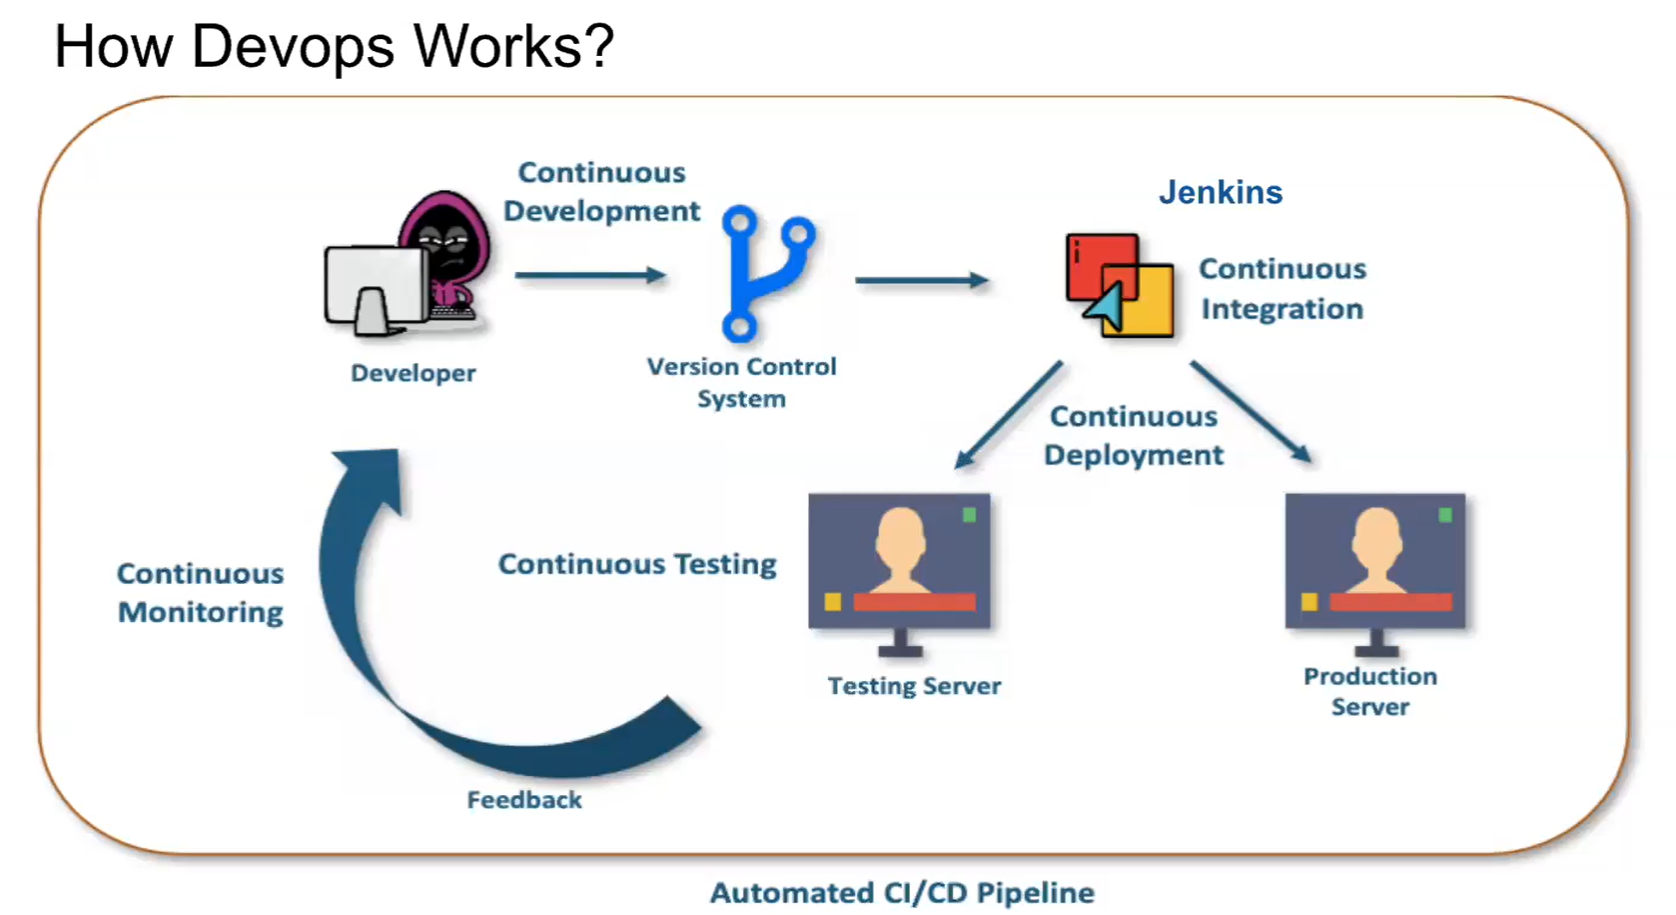 How Devops Works?
Continuous
Development
Jenkins
Continuous
Integration
Developer
Version Control
System
Continuous
Deployment
Continuous
Monitoring
Continuous Testing
Testing Server
Production
Server
Feedback
Automated CI/CD Pipeline